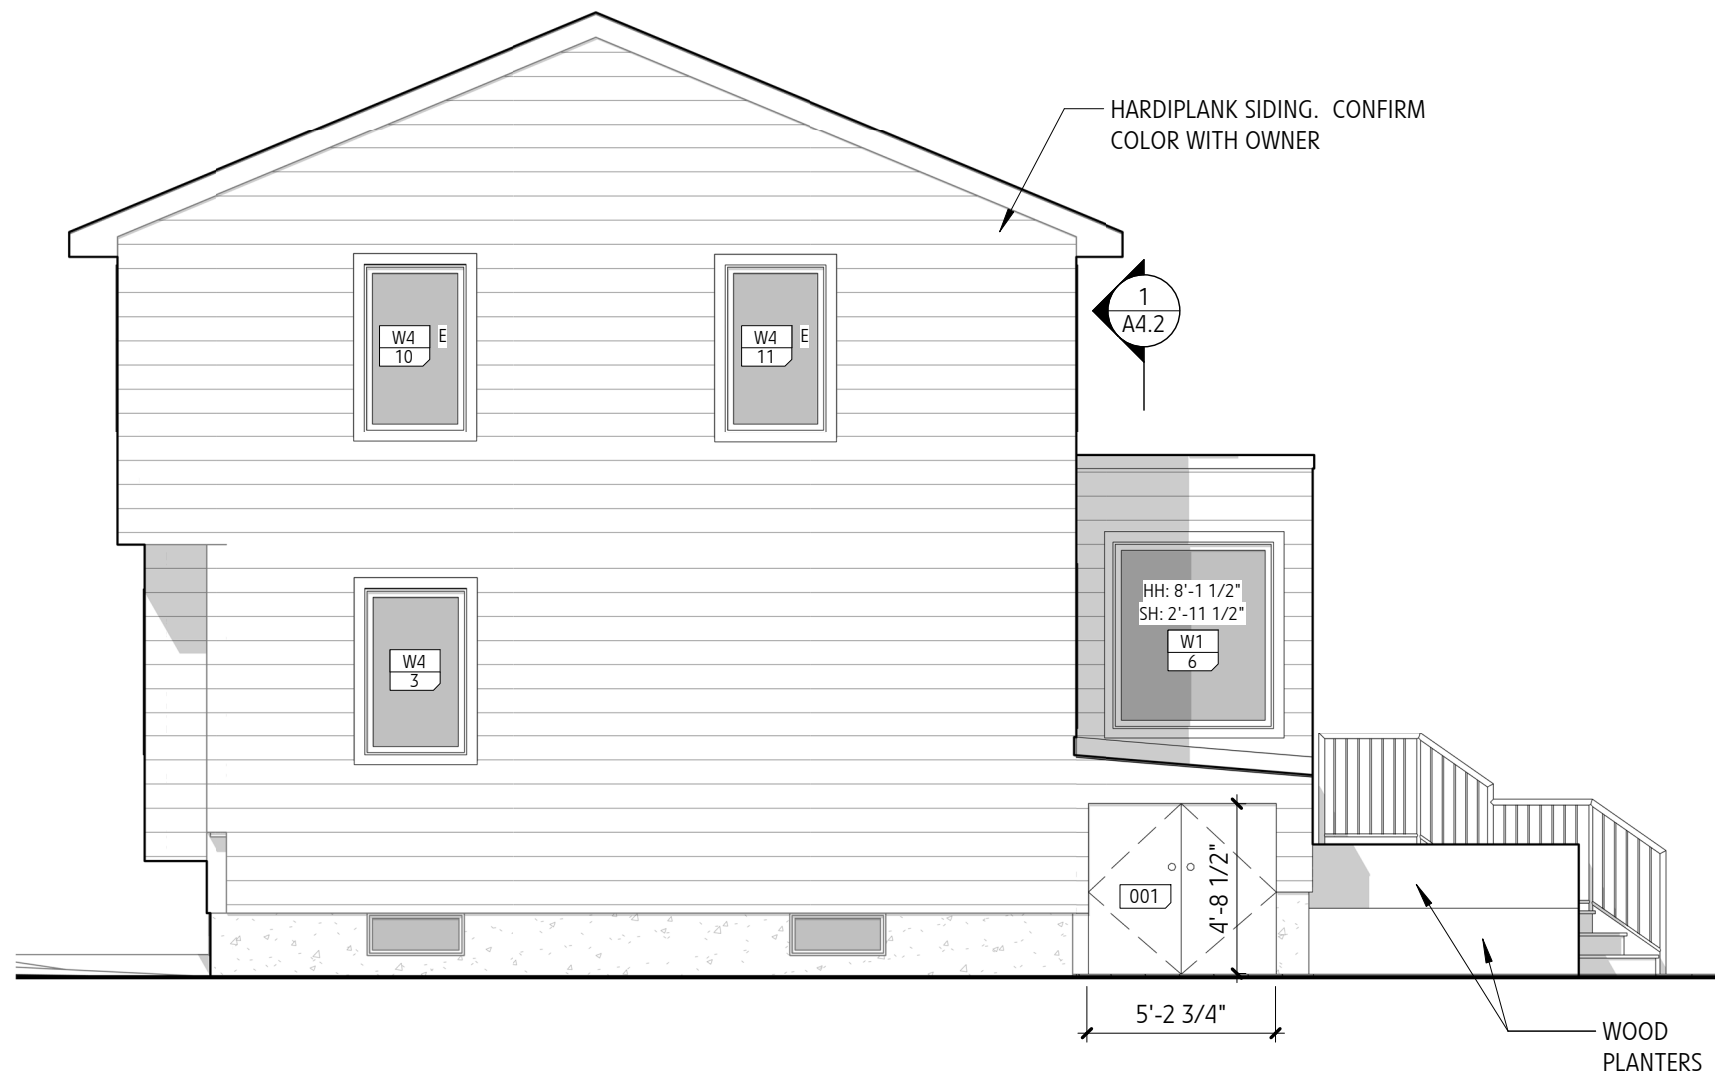 HARDIPLANK SIDING. CONFIRM
COLOR WITH OWNER
1
A4.2
W4
10
E
W4
11
E
HH: 8'-1 1/2"
SH: 2'-11 1/2"
W1
6
W4
3
001
4'-8 1/2"
5'-2 3/4"
WOOD
PLANTERS